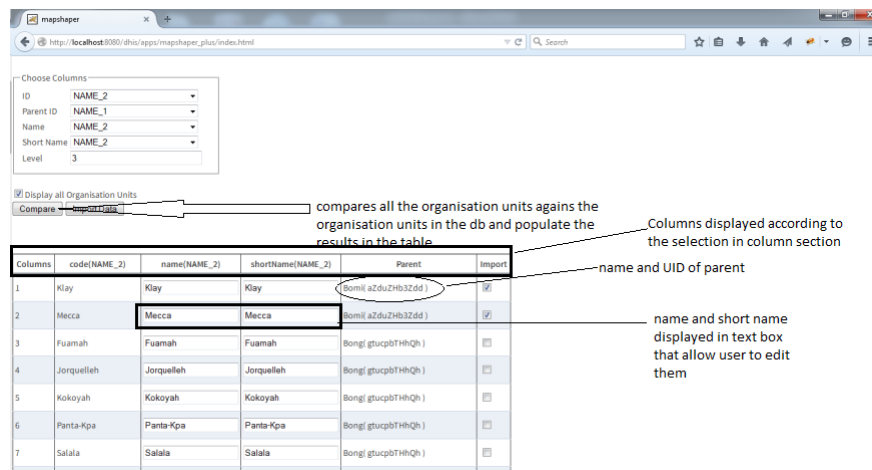 mapshaper
http://localhost:8080/dhis/apps/mapshaper_plus/index.html
Search
Choose Columns
ID NAME_2
Parent ID NAME_1
Name NAME_2
Short Name NAME_2
Level 3
Display all Organisation Units
Compare Import Data
compares all the organisation units agains the
organisation units in the db and populate the
results in the table
Columns displayed according to
the selection in column section
Columns code(NAME_2) name(NAME_2) shortName(NAME_2) Parent Import
name and UID of parent
1 Klay Klay Klay Bomi( aZduZHb3Zdd )
2 Mecca Mecca Mecca Bomi( aZduZHb3Zdd )
name and short name
displayed in text box
that allow user to edit
them
3 Fuamah Fuamah Fuamah Bong( gtucpbTHhQh )
4 Jorquelleh Jorquelleh Jorquelleh Bong( gtucpbTHhQh )
5 Kokoyah Kokoyah Kokoyah Bong( gtucpbTHhQh )
6 Panta-Kpa Panta-Kpa Panta-Kpa Bong( gtucpbTHhQh )
7 Salala Salala Salala Bong( gtucpbTHhQh )